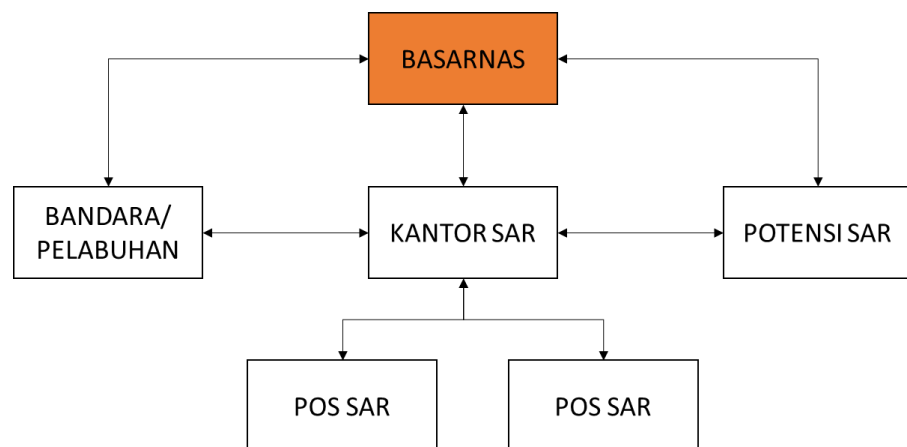 BASARNAS
BANDARA/
PELABUHAN
KANTOR SAR
POTENSI SAR
POS SAR
POS SAR